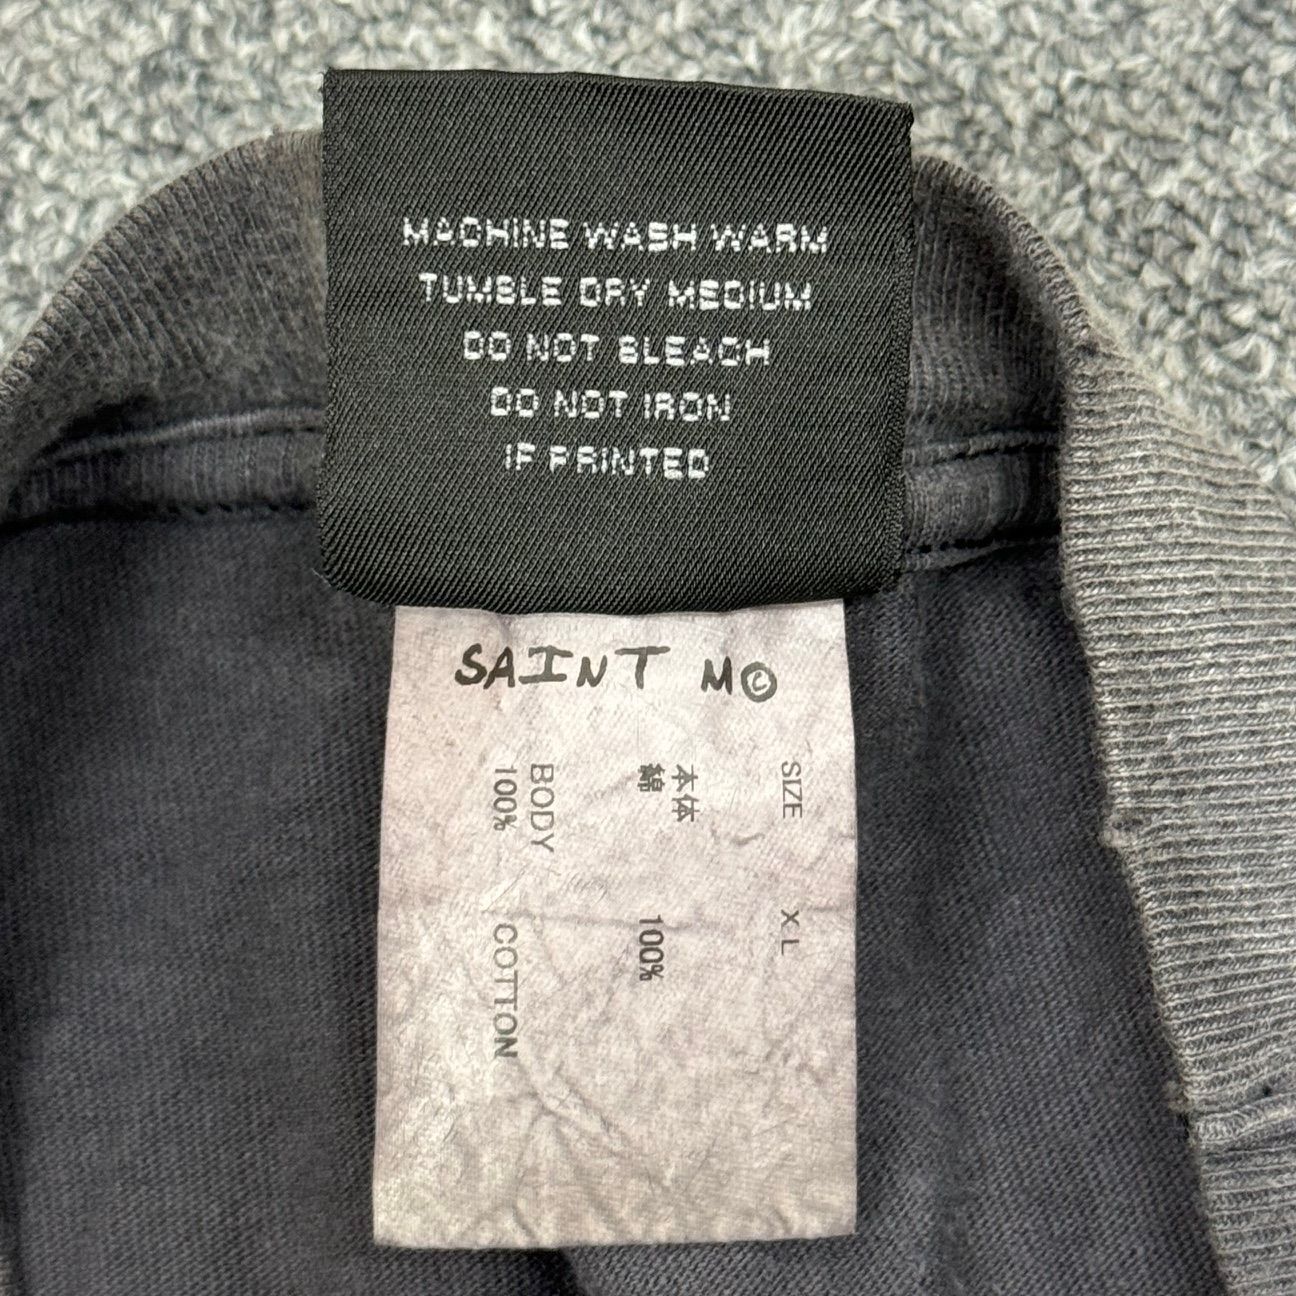 MACHINE WASH WARM
TUMBLE DRY MEDIUM
DO NOT BLEACH
DO NOT IRON
IF PRINTED
SAINT M©
SIZE XL
本体
綿 100%
BODY
100% COTTON